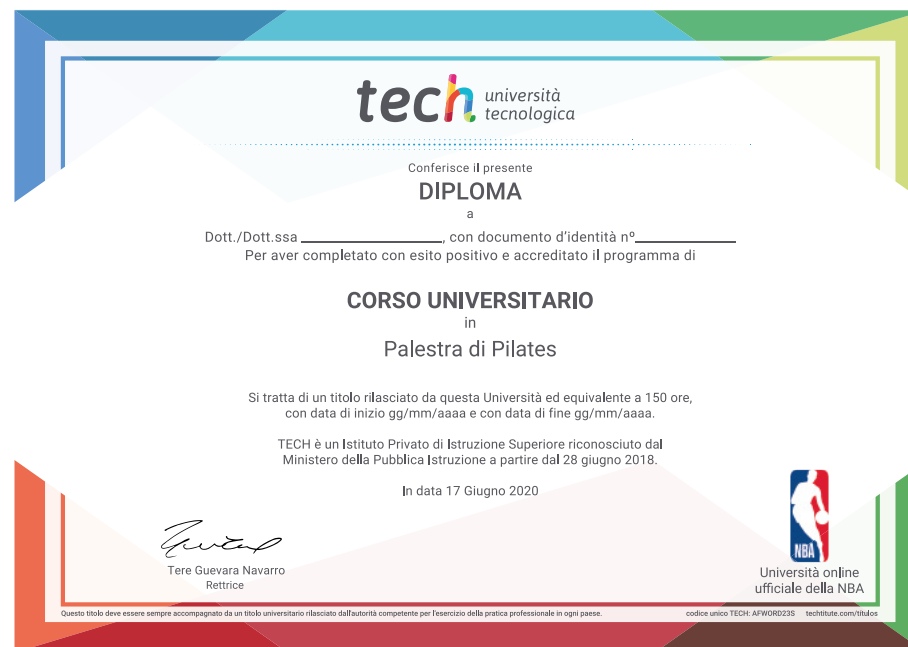 tech università
tecnologica
Conferisce il presente
DIPLOMA
a
Dott./Dott.ssa ____________________, con documento d'identità nº______________
Per aver completato con esito positivo e accreditato il programma di
CORSO UNIVERSITARIO
in
Palestra di Pilates
Si tratta di un titolo rilasciato da questa Università ed equivalente a 150 ore,
con data di inizio gg/mm/aaaa e con data di fine gg/mm/aaaa.
TECH è un Istituto Privato di Istruzione Superiore riconosciuto dal
Ministero della Pubblica Istruzione a partire dal 28 giugno 2018.
In data 17 Giugno 2020
Tere Guevara Navarro
Rettrice
NBA
Università online
ufficiale della NBA
Questo titolo deve essere sempre accompagnato da un titolo universitario rilasciato dall'autorità competente per l'esercizio della pratica professionale in ogni paese. codice unico TECH: AFWORD23S techtitute.com/titulos